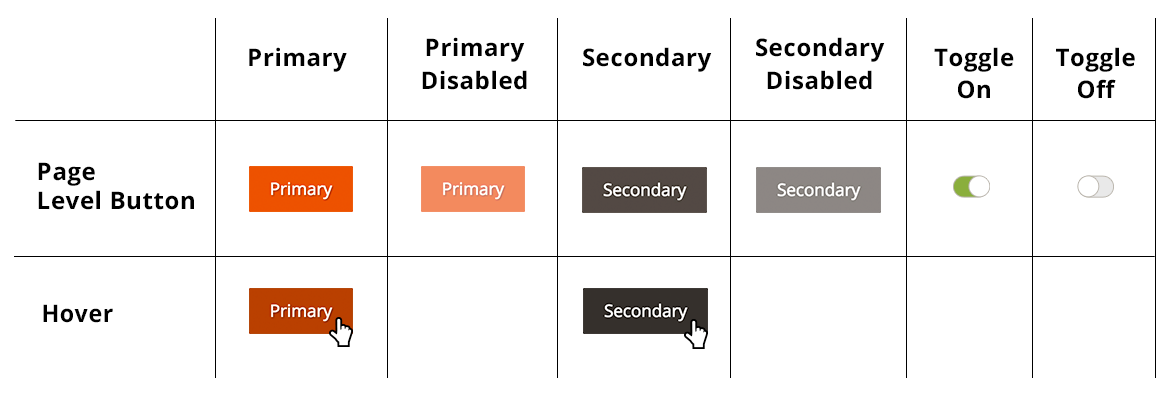 Primary
Primary
Disabled
Secondary
Secondary
Disabled
Toggle
On
Toggle
Off
Page
Level Button
Primary
Primary
Secondary
Secondary
Hover
Primary
Secondary